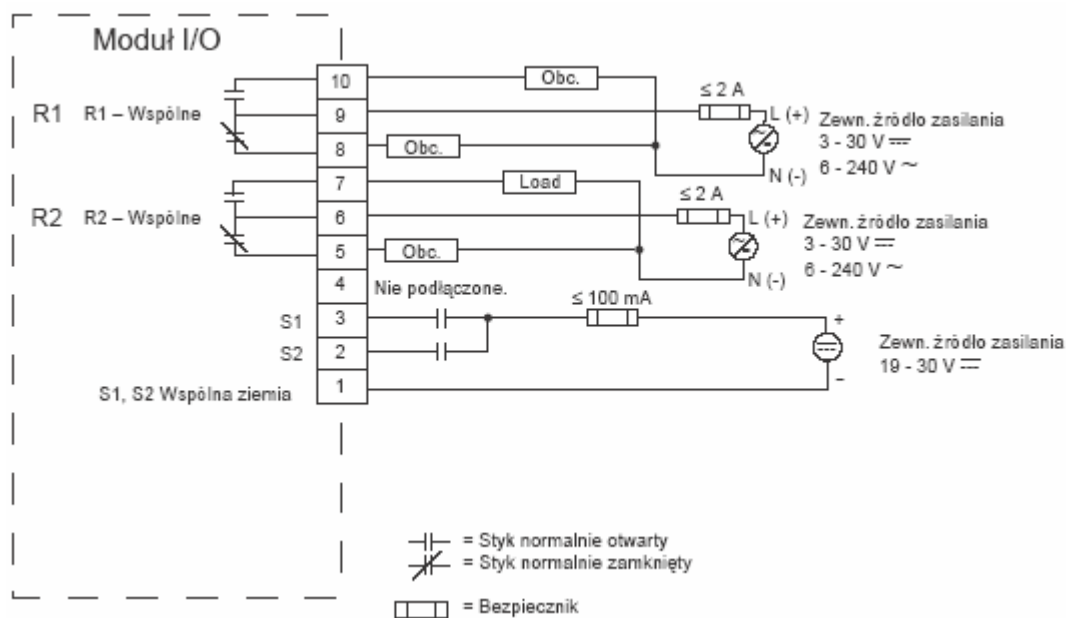 Moduł I/O
R1
R1 – Wspólne
10
9
8
Obc.
Obc.
≤ 2 A
L (+)
N (-)
Zewn. źródło zasilania
3 - 30 V ⎓
6 - 240 V ~
R2
R2 – Wspólne
7
6
5
Load
Obc.
≤ 2 A
L (+)
N (-)
Zewn. źródło zasilania
3 - 30 V ⎓
6 - 240 V ~
4
Nie podłączone.
S1
3
S2
2
S1, S2 Wspólna ziemia
1
≤ 100 mA
+
–
Zewn. źródło zasilania
19 - 30 V ⎓
= Styk normalnie otwarty
= Styk normalnie zamknięty
= Bezpiecznik